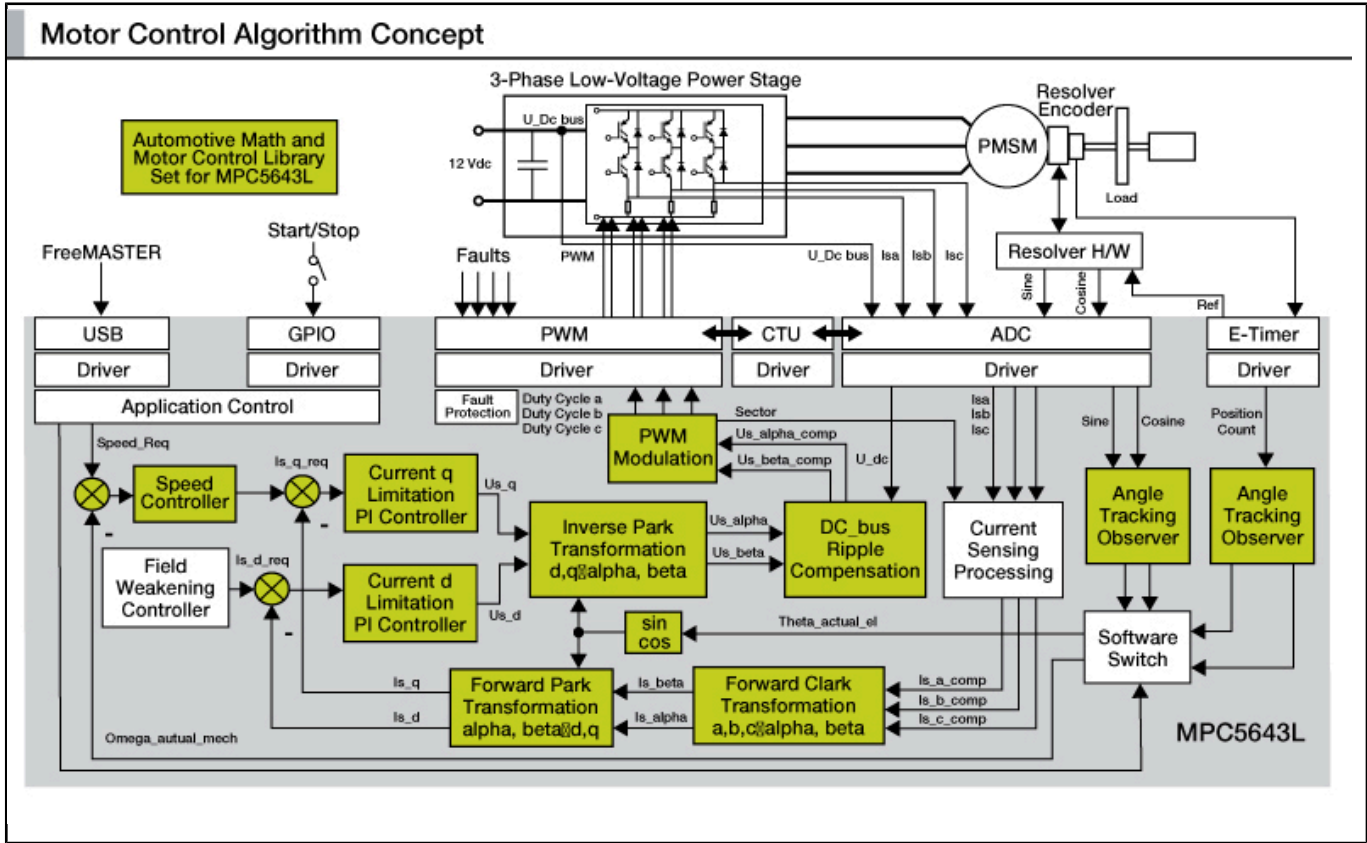 Motor Control Algorithm Concept
3-Phase Low-Voltage Power Stage
Resolver
Encoder
U_Dc bus
Automotive Math and
Motor Control Library
Set for MPC5643L
12 Vdc
PMSM
Load
Start/Stop
FreeMASTER
Faults
PWM
U_Dc bus
Isa
Isb
Isc
Resolver H/W
Sine
Cosine
Ref
USB
GPIO
PWM
CTU
ADC
E-Timer
Driver
Driver
Driver
Driver
Driver
Driver
Application Control
Fault
Protection
Duty Cycle a
Duty Cycle b
Duty Cycle c
Sector
Isa
Isb
Isc
Sine
Cosine
Position
Count
Speed_Req
PWM
Modulation
Us_alpha_comp
Us_beta_comp
U_dc
Is_q_req
Speed
Controller
Current q
Limitation
PI Controller
Us_q
-
-
Inverse Park
Transformation
d,q▯alpha, beta
Us_alpha
Us_beta
DC_bus
Ripple
Compensation
Current
Sensing
Processing
Angle
Tracking
Observer
Angle
Tracking
Observer
Field
Weakening
Controller
Is_d_req
-
Current d
Limitation
PI Controller
Us_d
sin
cos
Theta_actual_el
Software
Switch
Is_q
Is_d
Forward Park
Transformation
alpha, beta▯d,q
Is_beta
Is_alpha
Forward Clark
Transformation
a,b,c▯alpha, beta
Is_a_comp
Is_b_comp
Is_c_comp
Omega_autual_mech
MPC5643L